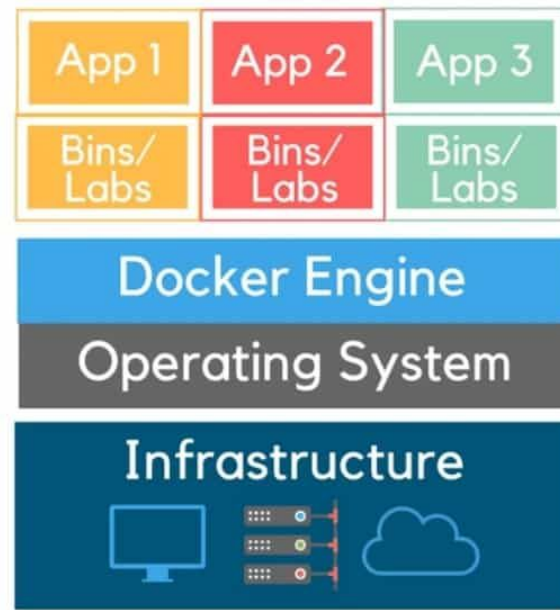 App 1
App 2
App 3
Bins/
Labs
Bins/
Labs
Bins/
Labs
Docker Engine
Operating System
Infrastructure